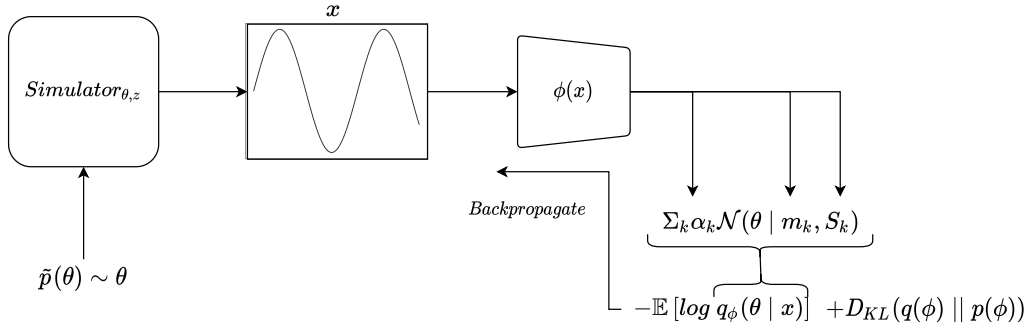 x
Simulator_{θ,z}
ϕ(x)
Backpropagate
Σ_k α_k 𝒩(θ | m_k, S_k)
p̃(θ) ∼ θ
−𝔼 [log q_ϕ(θ | x)] +D_{KL}(q(ϕ) || p(ϕ))